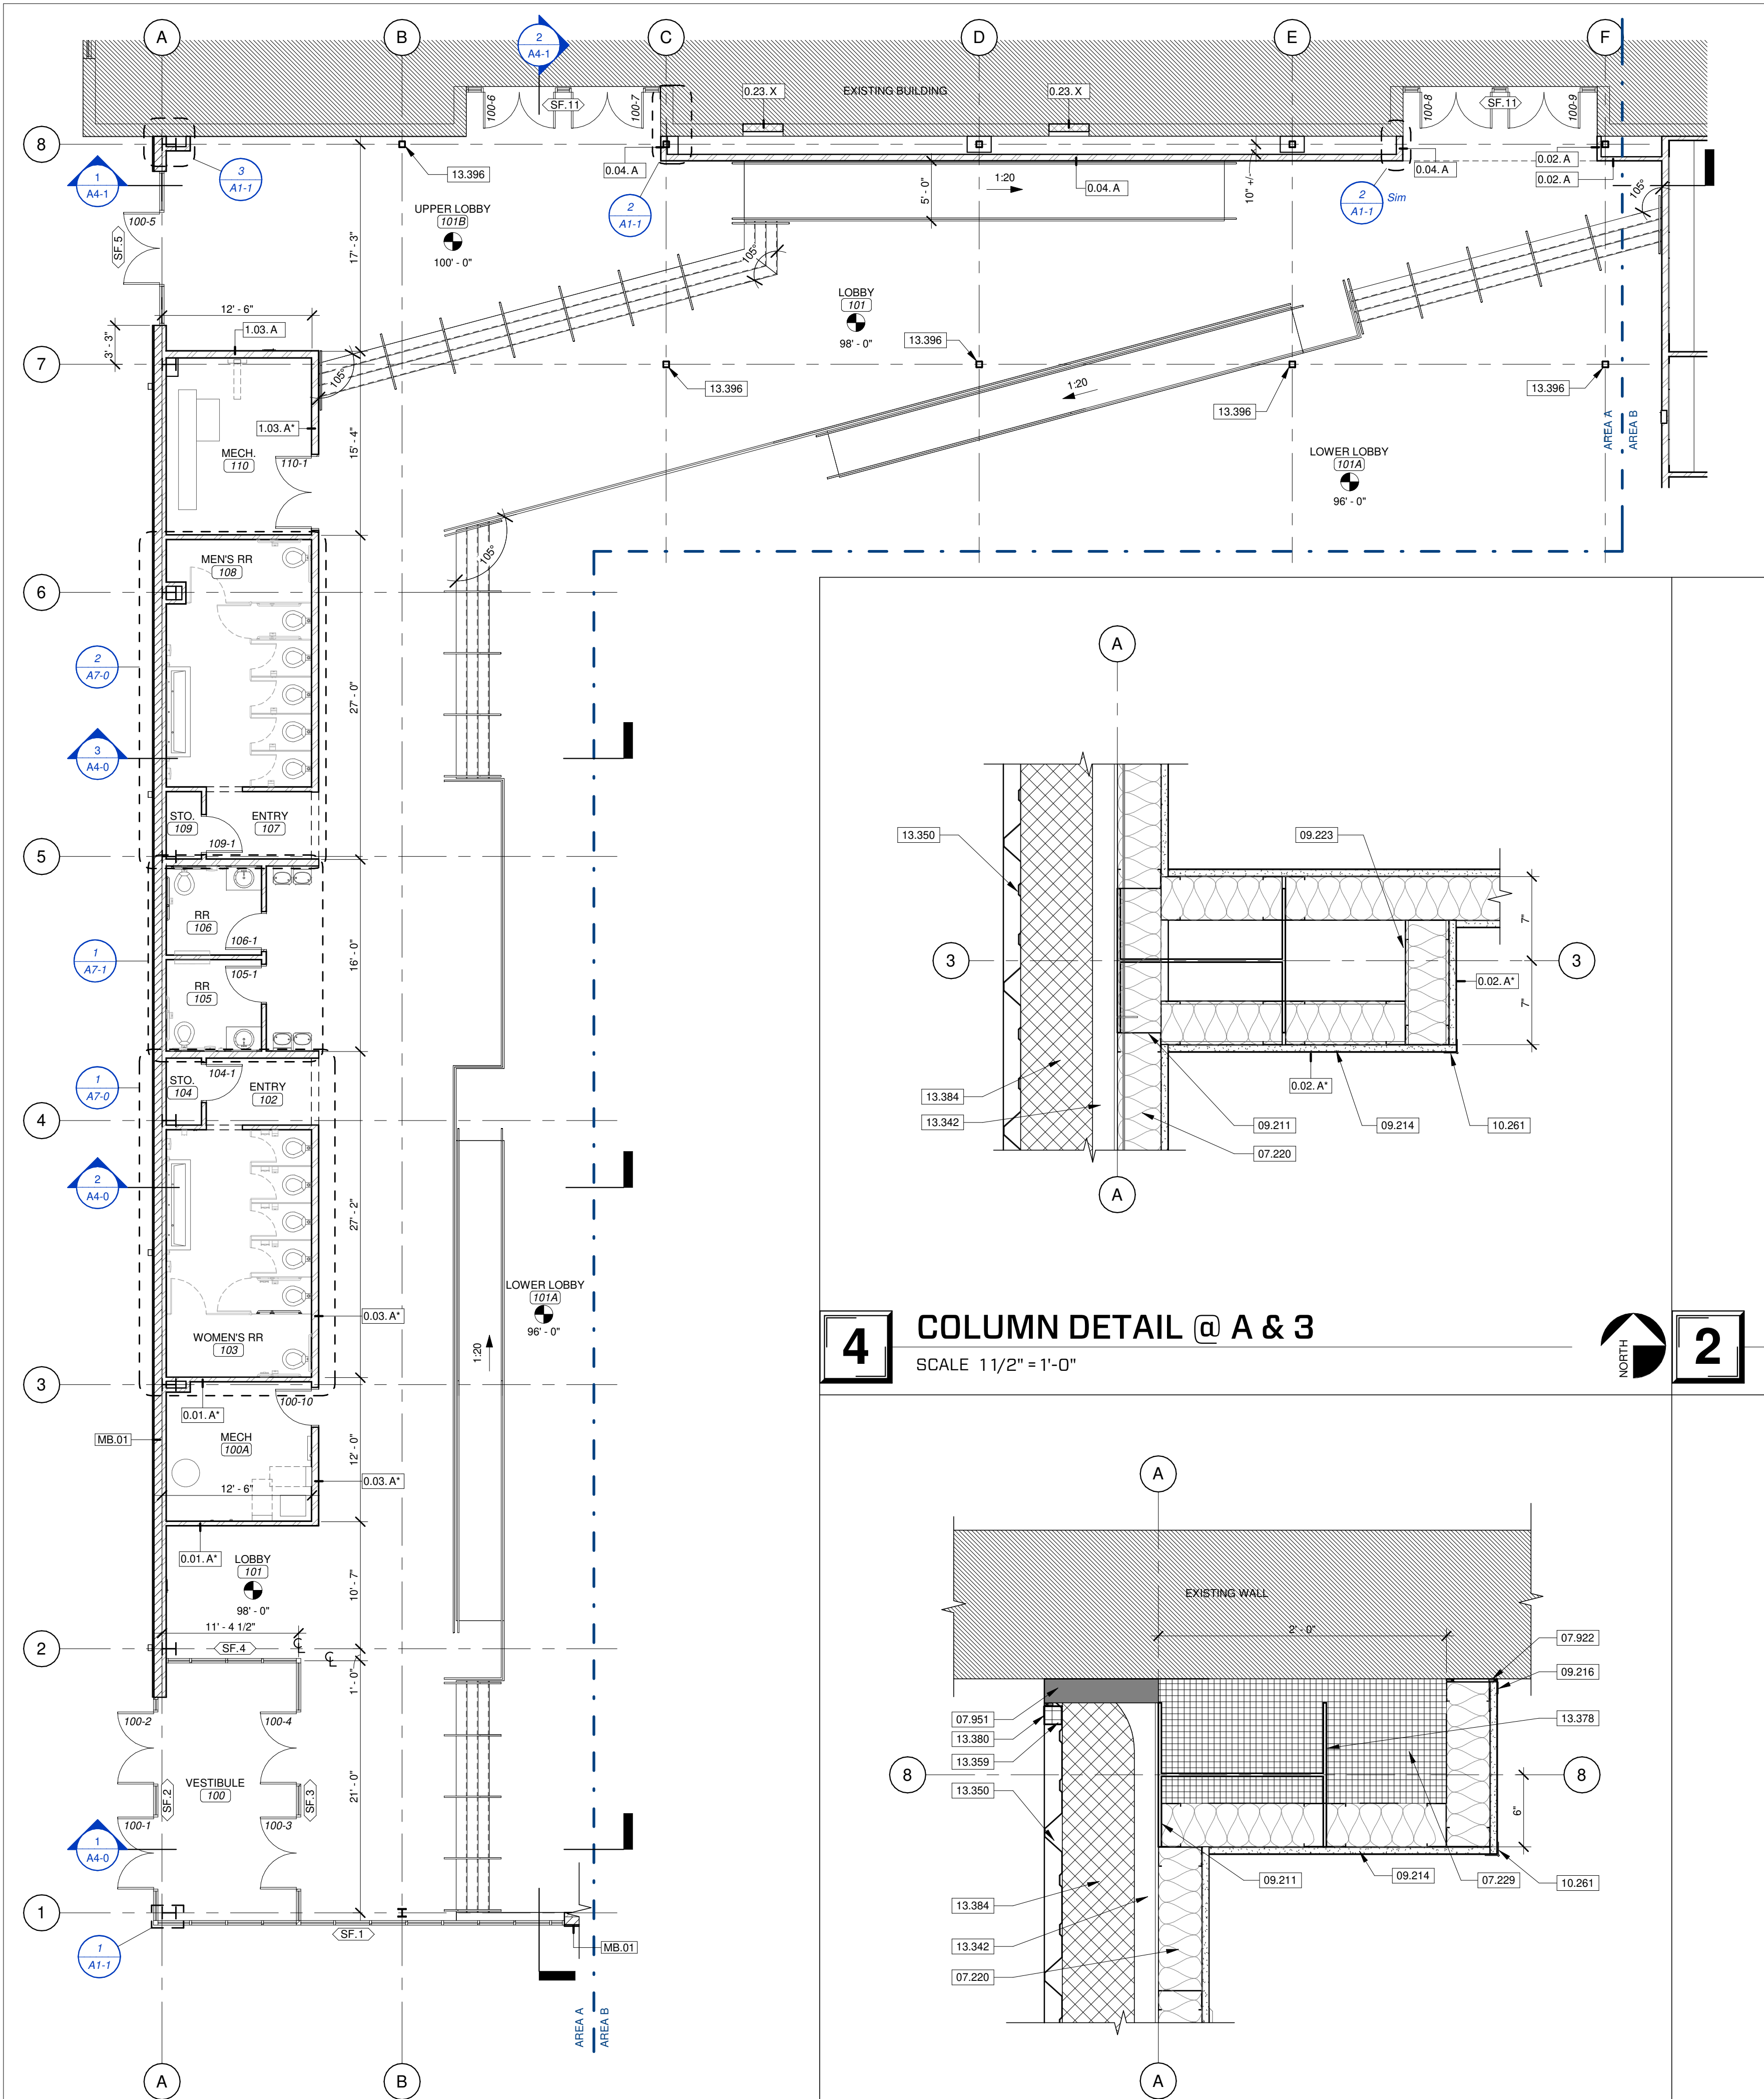 A
B
2
A4-1
C
D
E
F
EXISTING BUILDING
100-6
SF.11
100-7
0.23. X
0.23. X
100-8
SF.11
100-9
8
1
A4-1
3
A1-1
13.396
0.04. A
2
A1-1
0.04. A
1:20
5' - 0"
10" +/-
0.04. A
2
A1-1
Sim
0.02. A
0.02. A
105°
100-5
SF.5
UPPER LOBBY
101B
100' - 0"
17' - 3"
105°
LOBBY
101
98' - 0"
12' - 6"
1.03. A
3' - 3"
7
105°
13.396
13.396
1:20
13.396
13.396
AREA A
AREA B
1.03. A*
MECH.
110
110-1
15' - 4"
LOWER LOBBY
101A
96' - 0"
105°
MEN'S RR
108
6
2
A7-0
27' - 0"
3
A4-0
STO.
109
ENTRY
107
109-1
5
RR
106
106-1
1
A7-1
105-1
RR
105
16' - 0"
104-1
STO.
104
ENTRY
102
1
A7-0
4
2
A4-0
27' - 2"
LOWER LOBBY
101A
96' - 0"
0.03. A*
WOMEN'S RR
103
1:20
3
0.01. A*
100-10
MB.01
MECH
100A
12' - 0"
0.03. A*
12' - 6"
0.01. A*
LOBBY
101
98' - 0"
10' - 7"
11' - 4 1/2"
2
SF.4
CL
CL
1' - 0"
100-2
100-4
VESTIBULE
100
SF.2
SF.3
21' - 0"
100-1
100-3
1
A4-0
1
SF.1
MB.01
1
A1-1
AREA A
AREA B
A
B
A
13.350
09.223
7"
3
3
0.02. A*
7"
13.384
13.342
0.02. A*
09.211
09.214
10.261
07.220
A
4
COLUMN DETAIL @ A & 3
SCALE 1 1/2" = 1'-0"
NORTH
2
A
EXISTING WALL
2' - 0"
07.922
09.216
07.951
13.378
13.380
13.359
8
8
13.350
6"
09.211
09.214
07.229
10.261
13.384
13.342
07.220
A